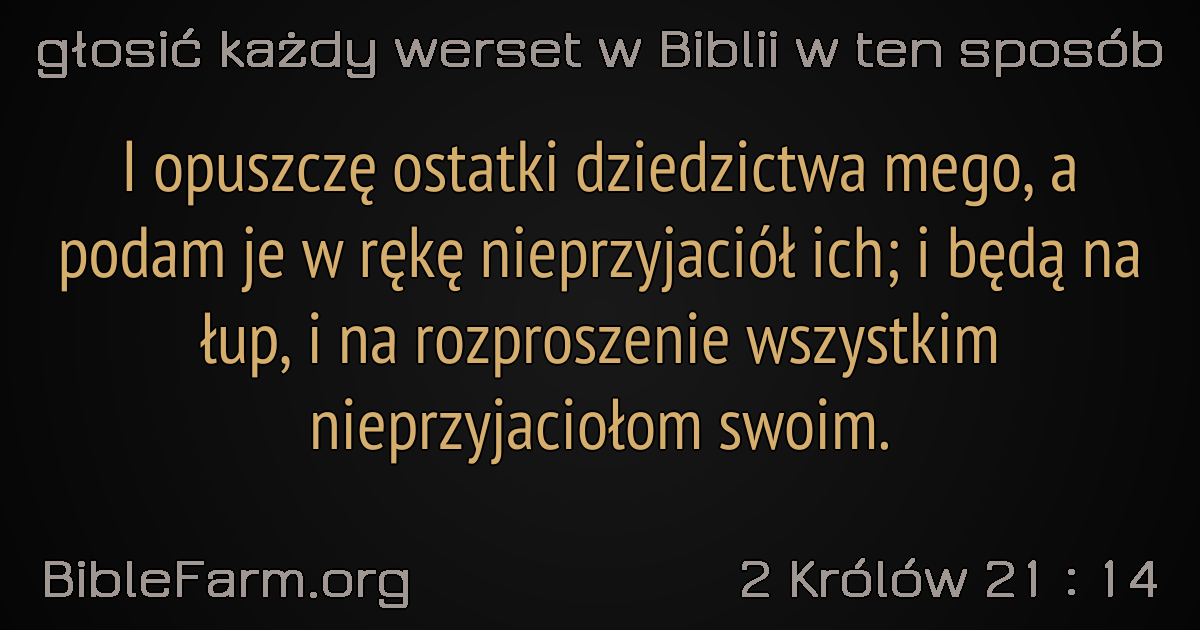 głosić każdy werset w Biblii w ten sposób
I opuszczę ostatki dziedzictwa mego, a
podam je w rękę nieprzyjaciół ich; i będą na
łup, i na rozproszenie wszystkim
nieprzyjaciołom swoim.
BibleFarm.org
2 Królów 21 : 14